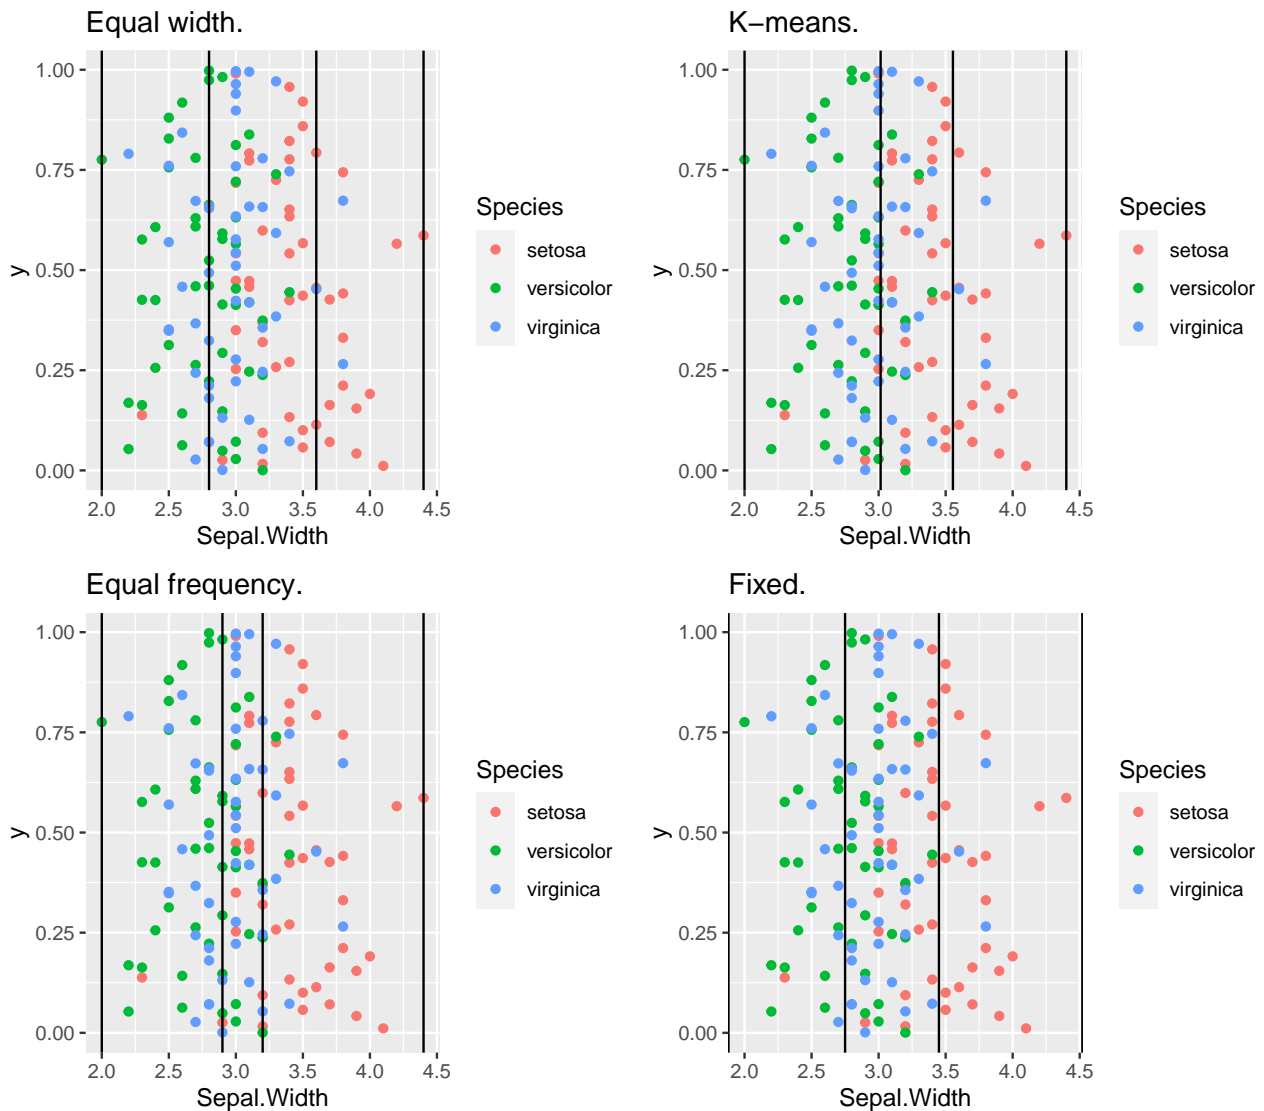 Equal width.
1.00
0.75
0.50
0.25
0.00
y
2.0 2.5 3.0 3.5 4.0 4.5
Sepal.Width
Species
setosa
versicolor
virginica
K−means.
1.00
0.75
0.50
0.25
0.00
y
2.0 2.5 3.0 3.5 4.0 4.5
Sepal.Width
Species
setosa
versicolor
virginica
Equal frequency.
1.00
0.75
0.50
0.25
0.00
y
2.0 2.5 3.0 3.5 4.0 4.5
Sepal.Width
Species
setosa
versicolor
virginica
Fixed.
1.00
0.75
0.50
0.25
0.00
y
2.0 2.5 3.0 3.5 4.0 4.5
Sepal.Width
Species
setosa
versicolor
virginica